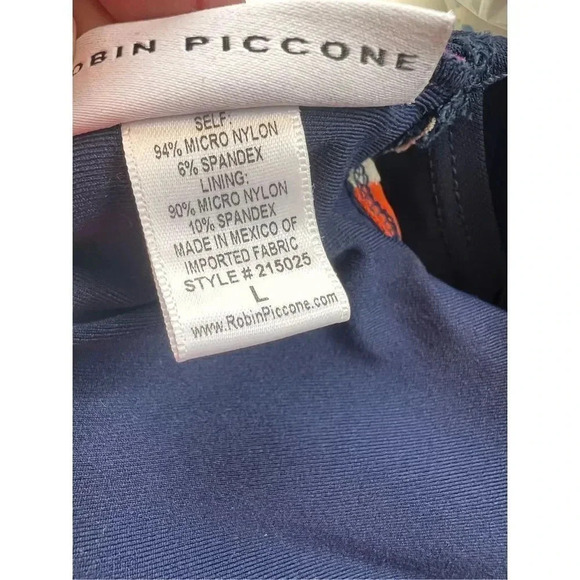 OBIN PICCONE
SELF:
94% MICRO NYLON
6% SPANDEX
LINING:
90% MICRO NYLON
10% SPANDEX
MADE IN MEXICO OF
IMPORTED FABRIC
STYLE # 215025
L
www.RobinPiccone.com